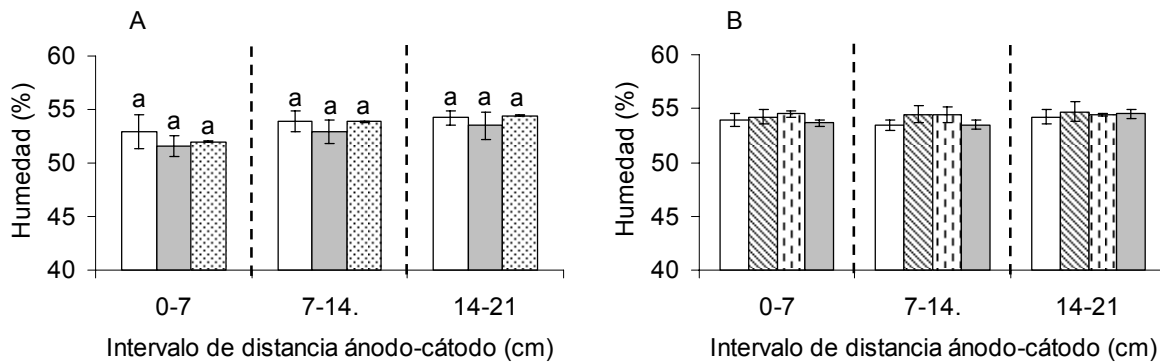 A
60
55
50
45
40
Humedad (%)
a a a a a a a a a
0-7 7-14. 14-21
Intervalo de distancia ánodo-cátodo (cm)
B
60
55
50
45
40
Humedad (%)
0-7 7-14. 14-21
Intervalo de distancia ánodo-cátodo (cm)